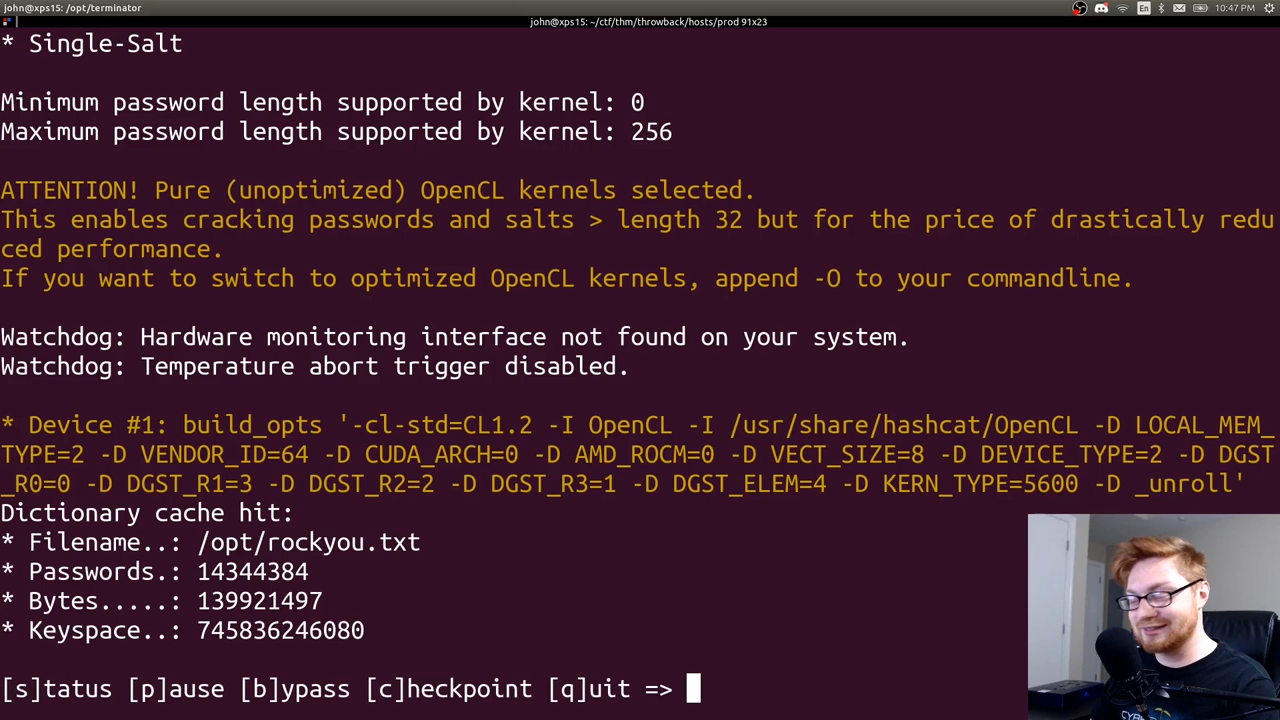 john@xps15: /opt/terminator
En
10:47 PM
john@xps15: ~/ctf/thm/throwback/hosts/prod 91x23
* Single-Salt
Minimum password length supported by kernel: 0
Maximum password length supported by kernel: 256
ATTENTION! Pure (unoptimized) OpenCL kernels selected.
This enables cracking passwords and salts > length 32 but for the price of drastically redu
ced performance.
If you want to switch to optimized OpenCL kernels, append -O to your commandline.
Watchdog: Hardware monitoring interface not found on your system.
Watchdog: Temperature abort trigger disabled.
* Device #1: build_opts '-cl-std=CL1.2 -I OpenCL -I /usr/share/hashcat/OpenCL -D LOCAL_MEM_
TYPE=2 -D VENDOR_ID=64 -D CUDA_ARCH=0 -D AMD_ROCM=0 -D VECT_SIZE=8 -D DEVICE_TYPE=2 -D DGST
_R0=0 -D DGST_R1=3 -D DGST_R2=2 -D DGST_R3=1 -D DGST_ELEM=4 -D KERN_TYPE=5600 -D _unroll'
Dictionary cache hit:
* Filename..: /opt/rockyou.txt
* Passwords.: 14344384
* Bytes.....: 139921497
* Keyspace..: 745836246080
[s]tatus [p]ause [b]ypass [c]heckpoint [q]uit =>